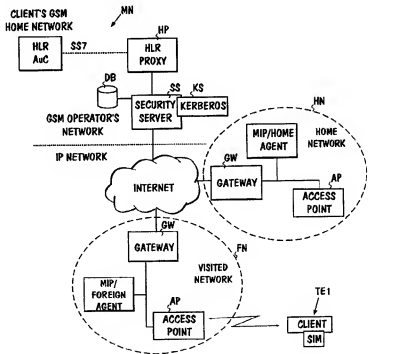 CLIENT'S GSM
HOME NETWORK
MN
HLR
AuC
SS7
HP
HLR
PROXY
DB
SS
KS
SECURITY
SERVER
KERBEROS
GSM OPERATOR'S
NETWORK
IP NETWORK
HN
MIP/HOME
AGENT
HOME
NETWORK
GW
GATEWAY
AP
ACCESS
POINT
INTERNET
GW
GATEWAY
FN
VISITED
NETWORK
MIP/
FOREIGN
AGENT
AP
ACCESS
POINT
TE1
CLIENT
SIM